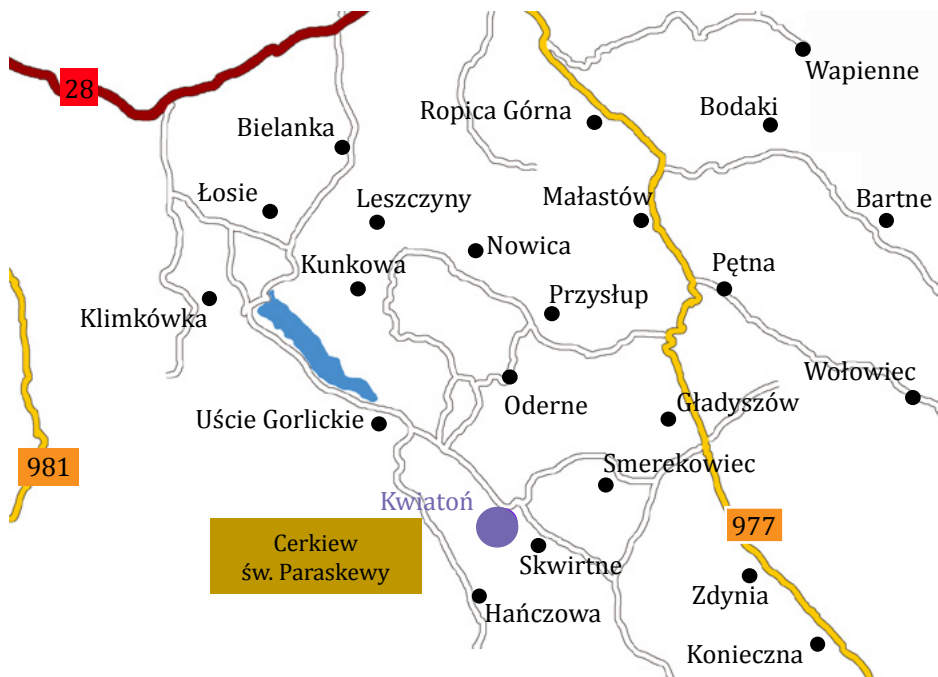 Wapienne
28
Ropica Górna
Bodaki
Bielanka
Łosie
Leszczyny
Małastów
Bartne
Nowica
Kunkowa
Pętna
Klimkówka
Przysłup
Wołowiec
Oderne
Gładyszów
Uście Gorlickie
981
Smerekowiec
Kwiatoń
977
Cerkiew
św. Paraskewy
Skwirtne
Zdynia
Hańczowa
Konieczna